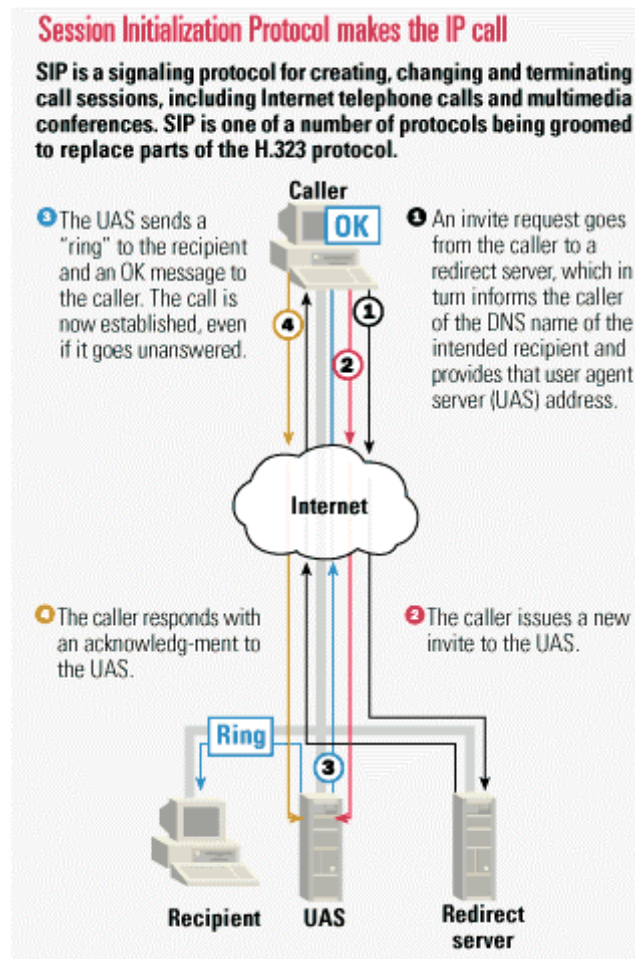 Session Initialization Protocol makes the IP call
SIP is a signaling protocol for creating, changing and terminating
call sessions, including Internet telephone calls and multimedia
conferences. SIP is one of a number of protocols being groomed
to replace parts of the H.323 protocol.
Caller
OK
3 The UAS sends a
"ring" to the recipient
and an OK message to
the caller. The call is
now established, even
if it goes unanswered.
1 An invite request goes
from the caller to a
redirect server, which in
turn informs the caller
of the DNS name of the
intended recipient and
provides that user agent
server (UAS) address.
4
1
2
Internet
4 The caller responds with
an acknowledg-ment to
the UAS.
2 The caller issues a new
invite to the UAS.
Ring
3
Recipient
UAS
Redirect
server